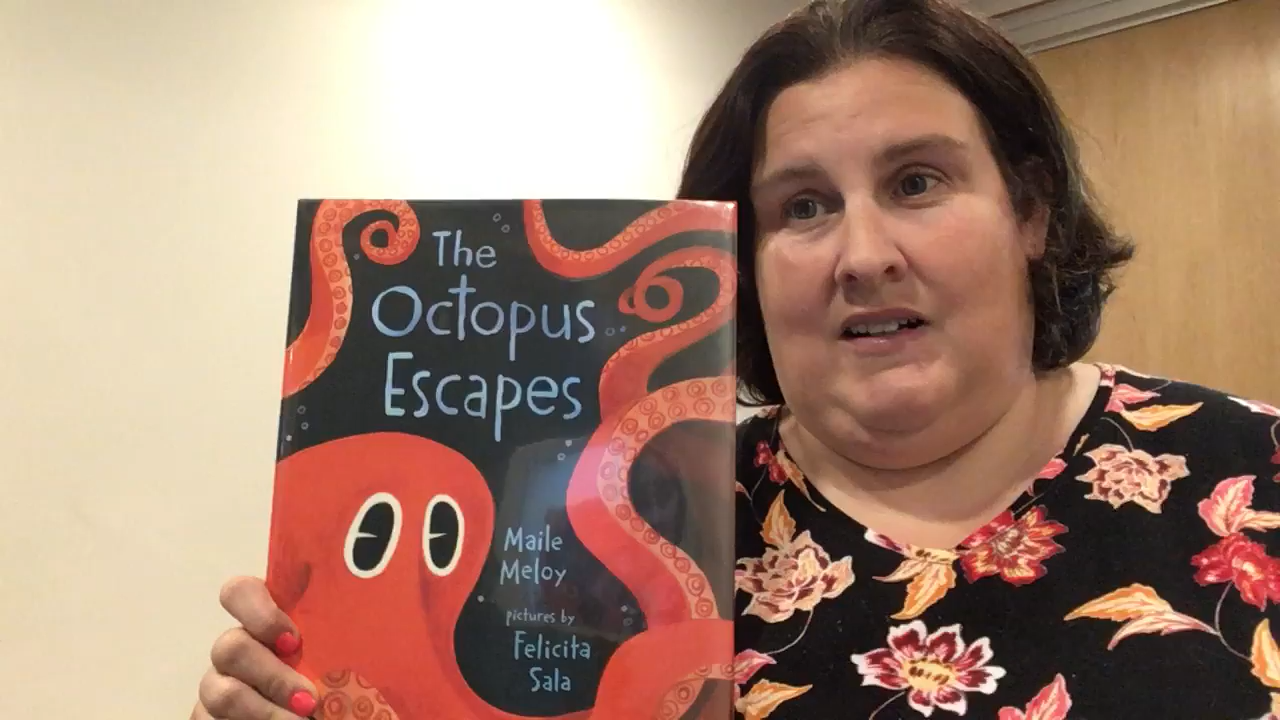 The
Octopus
Escapes
Maile
Meloy
pictures by
Felicita
Sala